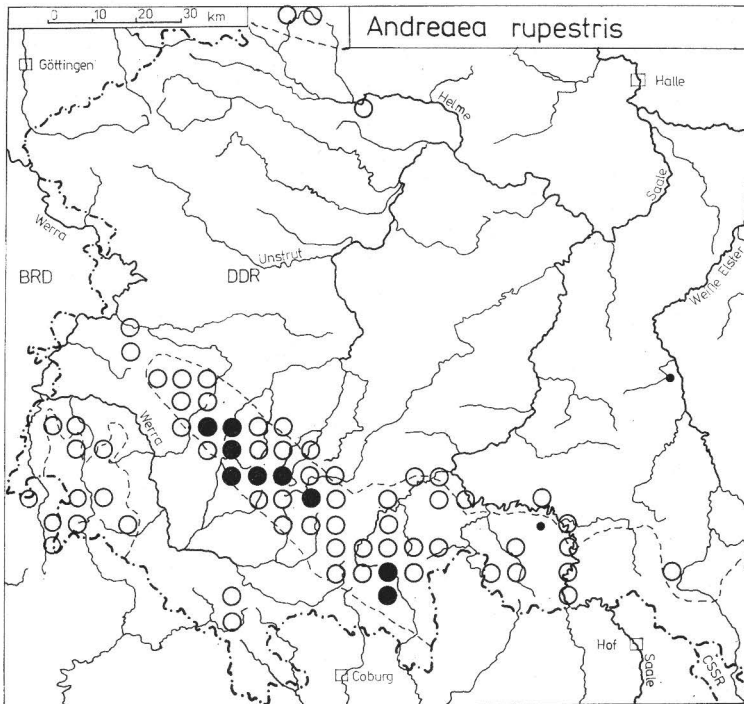 0 10 20 30 km
Andreaea rupestris
Göttingen
Halle
Helme
Saale
Werra
Unstrut
BRD
DDR
Weiße Elster
Werra
Hof
Saale
ČSSR
Coburg